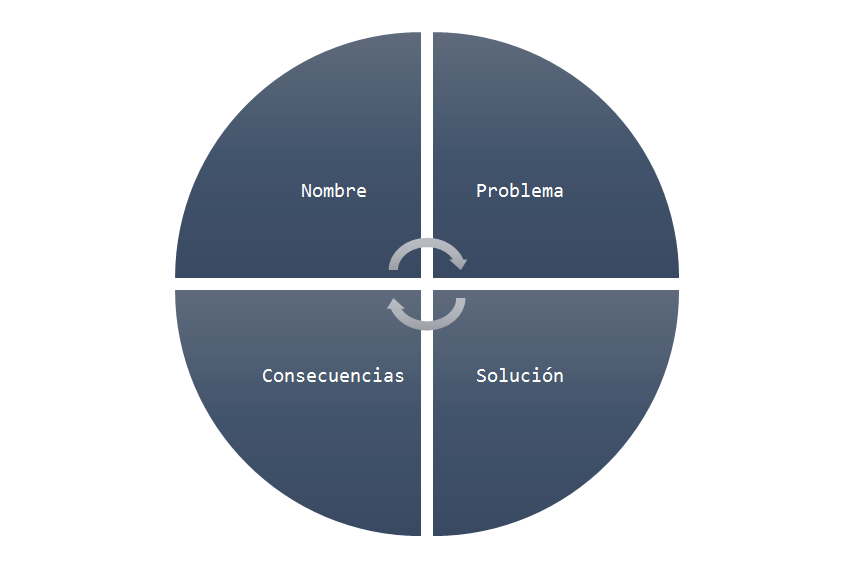 Nombre
Problema
Consecuencias
Solución